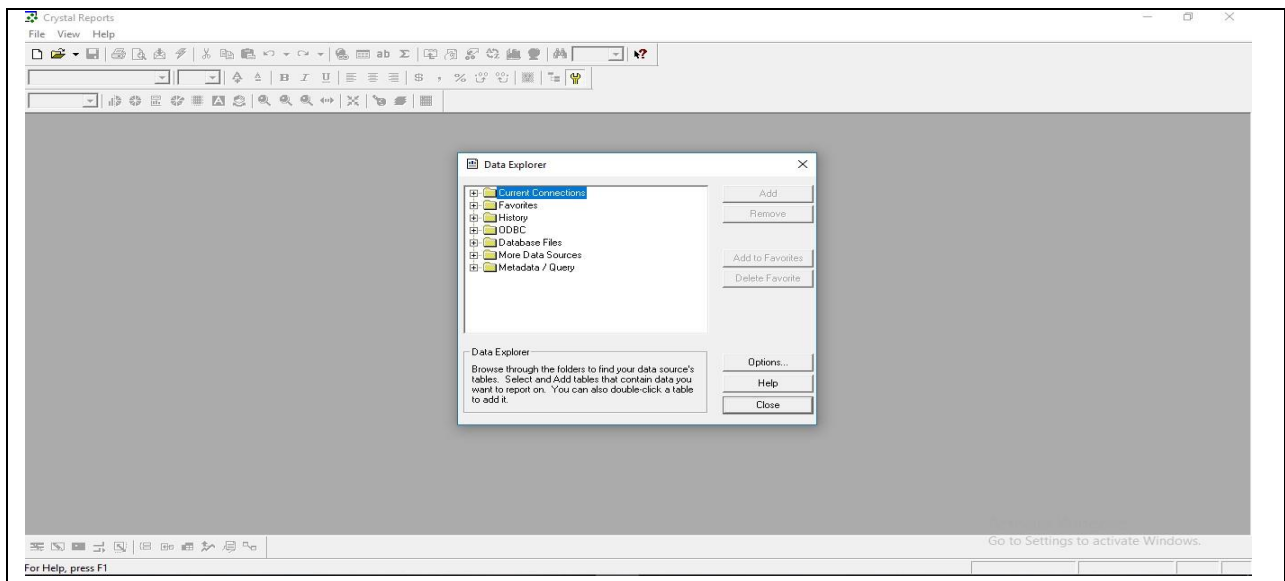 Crystal Reports
File View Help
ab Σ
B I U $ , %
Data Explorer
Current Connections
Favorites
History
ODBC
Database Files
More Data Sources
Metadata / Query
Add
Remove
Add to Favorites
Delete Favorite
Data Explorer
Browse through the folders to find your data source's
tables. Select and Add tables that contain data you
want to report on. You can also double-click a table
to add it.
Options...
Help
Close
Go to Settings to activate Windows.
For Help, press F1